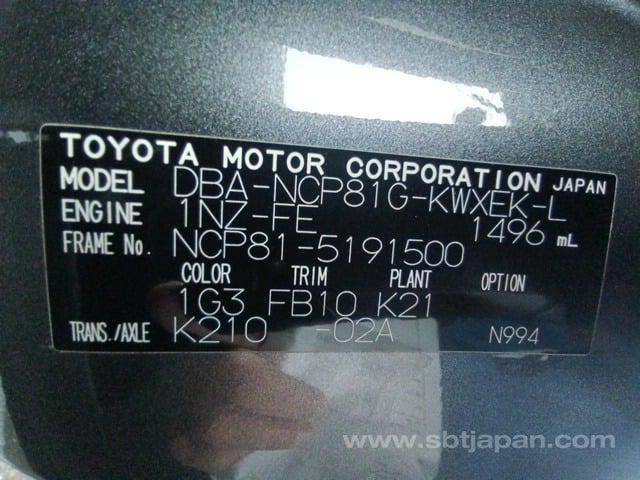 TOYOTA MOTOR CORPORATION JAPAN
MODEL DBA-NCP81G-KWXEK-L
ENGINE 1NZ-FE 1496 mL
FRAME No. NCP81-5191500
COLOR TRIM PLANT OPTION
1G3 FB10 K21
TRANS./AXLE K210 -02A N994
www.sbtjapan.com